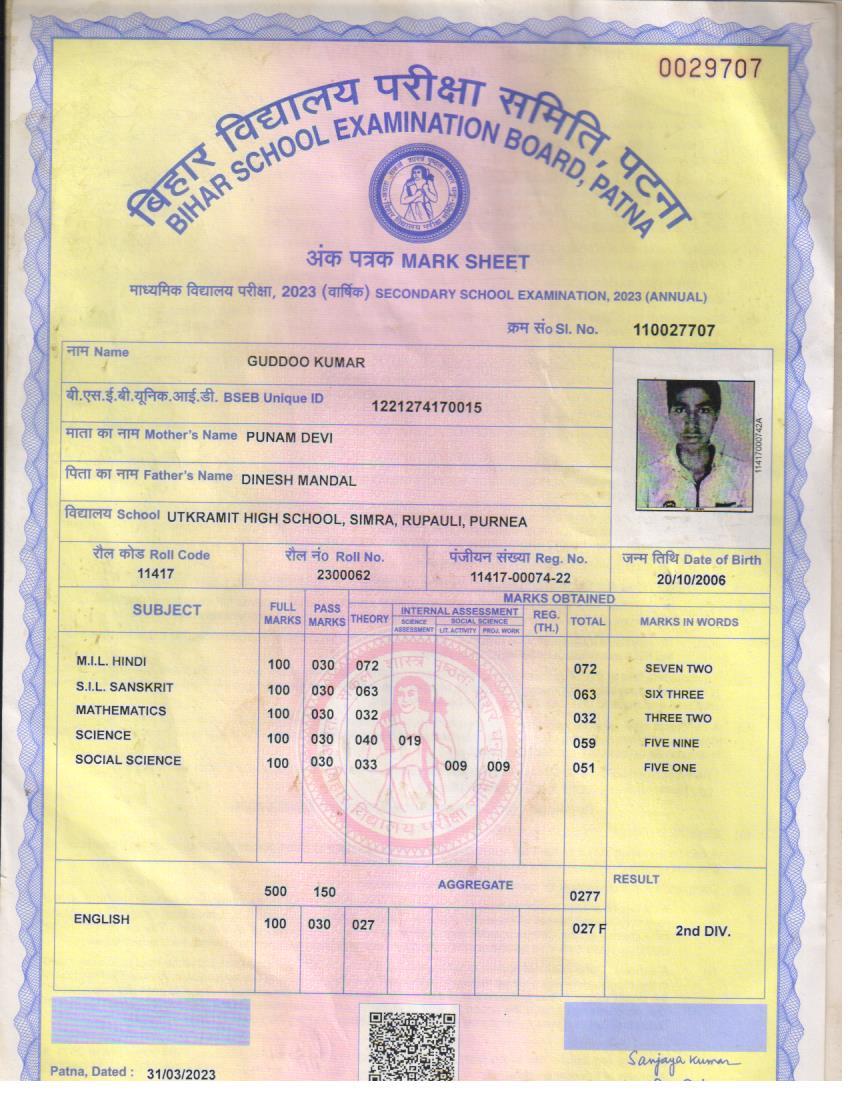 0029707
बिहार विद्यालय परीक्षा समिति, पटना
BIHAR SCHOOL EXAMINATION BOARD, PATNA
अंक पत्रक MARK SHEET
माध्यमिक विद्यालय परीक्षा, 2023 (वार्षिक) SECONDARY SCHOOL EXAMINATION, 2023 (ANNUAL)
क्रम सं० Sl. No. 110027707
नाम Name GUDDOO KUMAR
बी.एस.ई.बी.यूनिक.आई.डी. BSEB Unique ID 1221274170015
माता का नाम Mother's Name PUNAM DEVI
पिता का नाम Father's Name DINESH MANDAL
विद्यालय School UTKRAMIT HIGH SCHOOL, SIMRA, RUPAULI, PURNEA
114170000742A
रौल कोड Roll Code रौल नं० Roll No. पंजीयन संख्या Reg. No. जन्म तिथि Date of Birth
11417 2300062 11417-00074-22 20/10/2006
SUBJECT FULL MARKS PASS MARKS MARKS OBTAINED
THEORY INTERNAL ASSESSMENT REG. (TH.) TOTAL MARKS IN WORDS
SCIENCE ASSESSMENT SOCIAL SCIENCE
LIT. ACTIVITY PROJ. WORK
M.I.L. HINDI 100 030 072 072 SEVEN TWO
S.I.L. SANSKRIT 100 030 063 063 SIX THREE
MATHEMATICS 100 030 032 032 THREE TWO
SCIENCE 100 030 040 019 059 FIVE NINE
SOCIAL SCIENCE 100 030 033 009 009 051 FIVE ONE
500 150 AGGREGATE 0277 RESULT
ENGLISH 100 030 027 027 F 2nd DIV.
Sanjaya Kumar
Patna, Dated : 31/03/2023